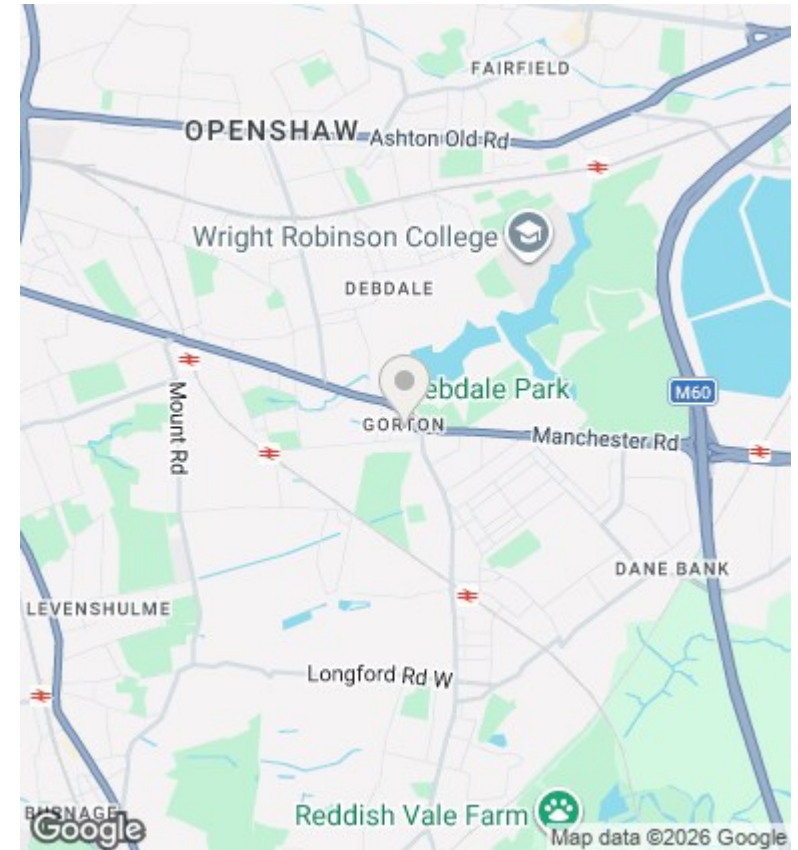 FAIRFIELD
OPENSHAW
Ashton Old Rd
Wright Robinson College
DEBDALE
ebdale Park
M60
GORTON
Manchester Rd
Mount Rd
DANE BANK
LEVENSHULME
Longford Rd W
Reddish Vale Farm
BURNAGE
Google
Map data ©2026 Google